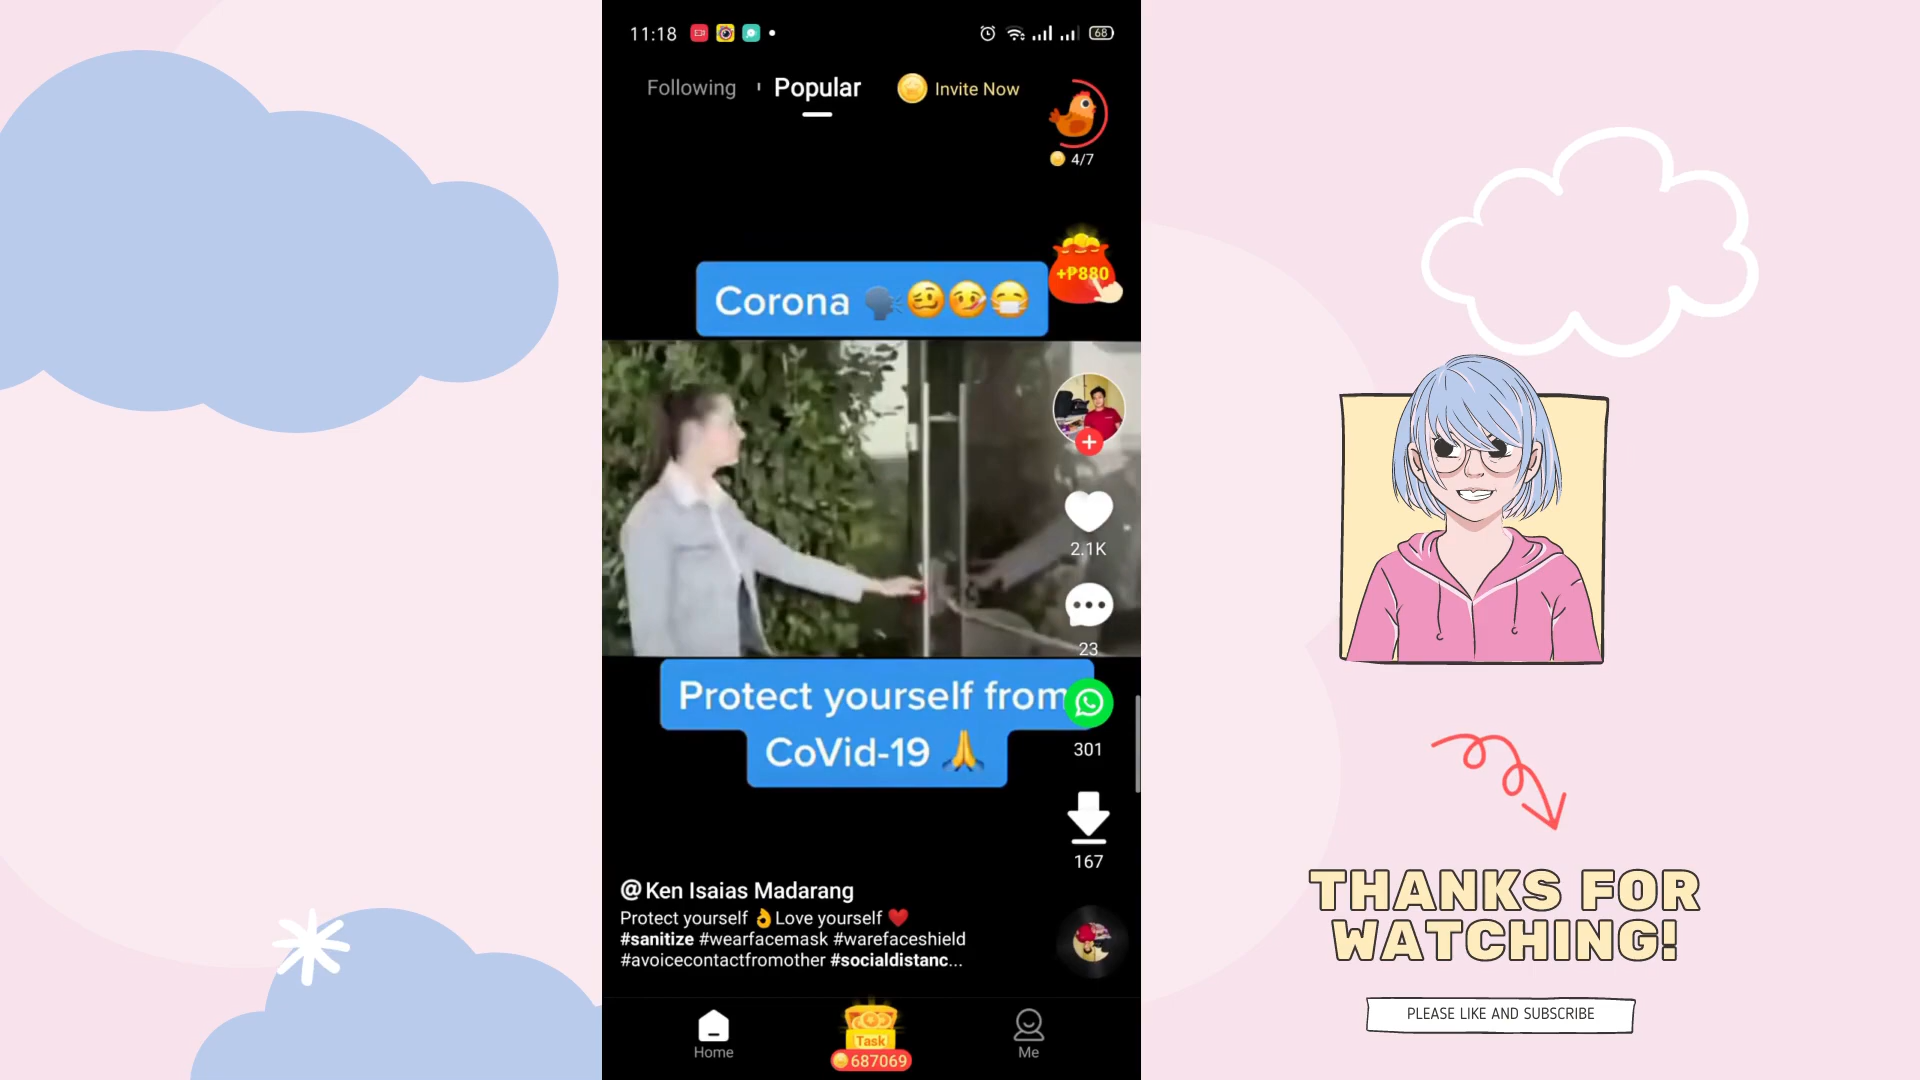 11:18
68
Following
Popular
Invite Now
4/7
+₱880
Corona 🗣️🥴🤒😷
2.1K
23
Protect yourself from
CoVid-19 🙏
301
167
@Ken Isaias Madarang
Protect yourself 👌Love yourself ❤️
#sanitize #wearfacemask #warefaceshield
#avoicecontactfromother #socialdistanc...
Home
Task
687069
Me
THANKS FOR
WATCHING!
PLEASE LIKE AND SUBSCRIBE